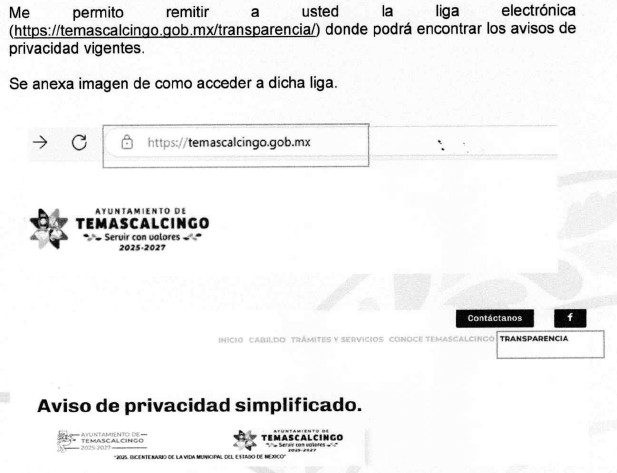 Me permito remitir a usted la liga electrónica
(https://temascalcingo.gob.mx/transparencia/) donde podrá encontrar los avisos de
privacidad vigentes.
Se anexa imagen de como acceder a dicha liga.
https://temascalcingo.gob.mx
AYUNTAMIENTO DE
TEMASCALCINGO
Servir con valores
2025-2027
Contáctanos f
INICIO CABILDO TRÁMITES Y SERVICIOS CONOCE TEMASCALCINGO TRANSPARENCIA
Aviso de privacidad simplificado.
AYUNTAMIENTO DE
TEMASCALCINGO
2025-2027
AYUNTAMIENTO DE
TEMASCALCINGO
Servir con valores
2025-2027
"2025. BICENTENARIO DE LA VIDA MUNICIPAL DEL ESTADO DE MÉXICO"